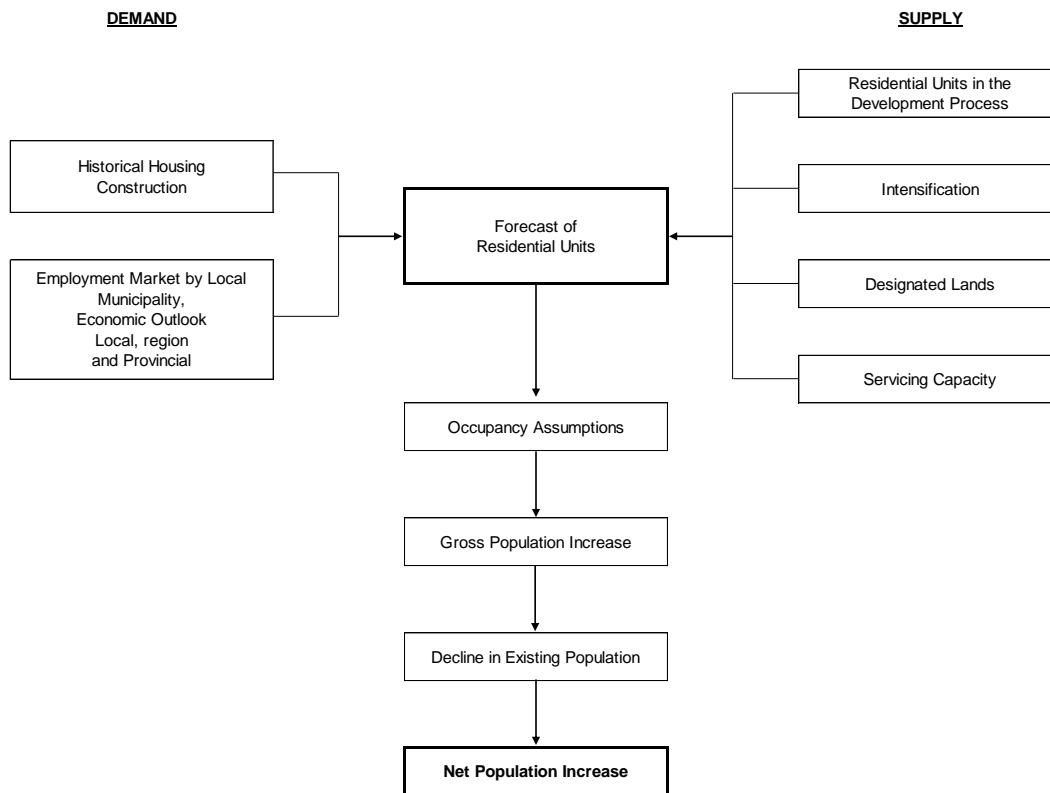 DEMAND
SUPPLY
Residential Units in the
Development Process
Historical Housing
Construction
Intensification
Forecast of
Residential Units
Employment Market by Local
Municipality,
Economic Outlook
Local, region
and Provincial
Designated Lands
Servicing Capacity
Occupancy Assumptions
Gross Population Increase
Decline in Existing Population
Net Population Increase